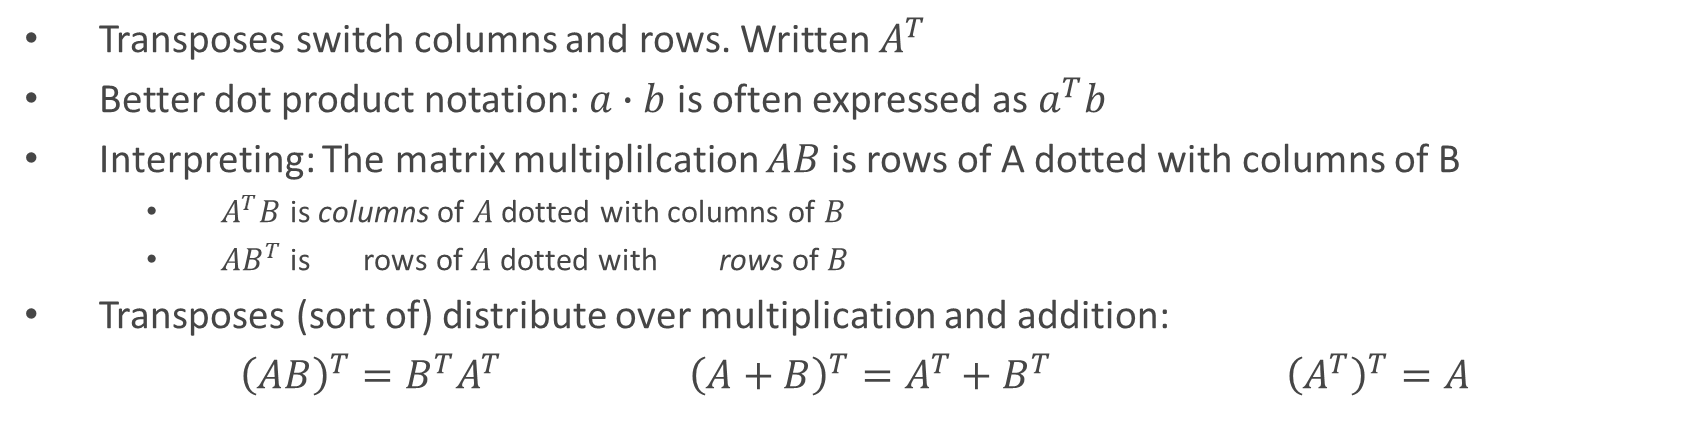 • Transposes switch columns and rows. Written $A^T$
• Better dot product notation: $a \cdot b$ is often expressed as $a^T b$
• Interpreting: The matrix multiplilcation $AB$ is rows of A dotted with columns of B
• $A^T B$ is columns of $A$ dotted with columns of $B$
• $AB^T$ is rows of $A$ dotted with rows of $B$
• Transposes (sort of) distribute over multiplication and addition:
$(AB)^T = B^T A^T$ $(A + B)^T = A^T + B^T$ $(A^T)^T = A$